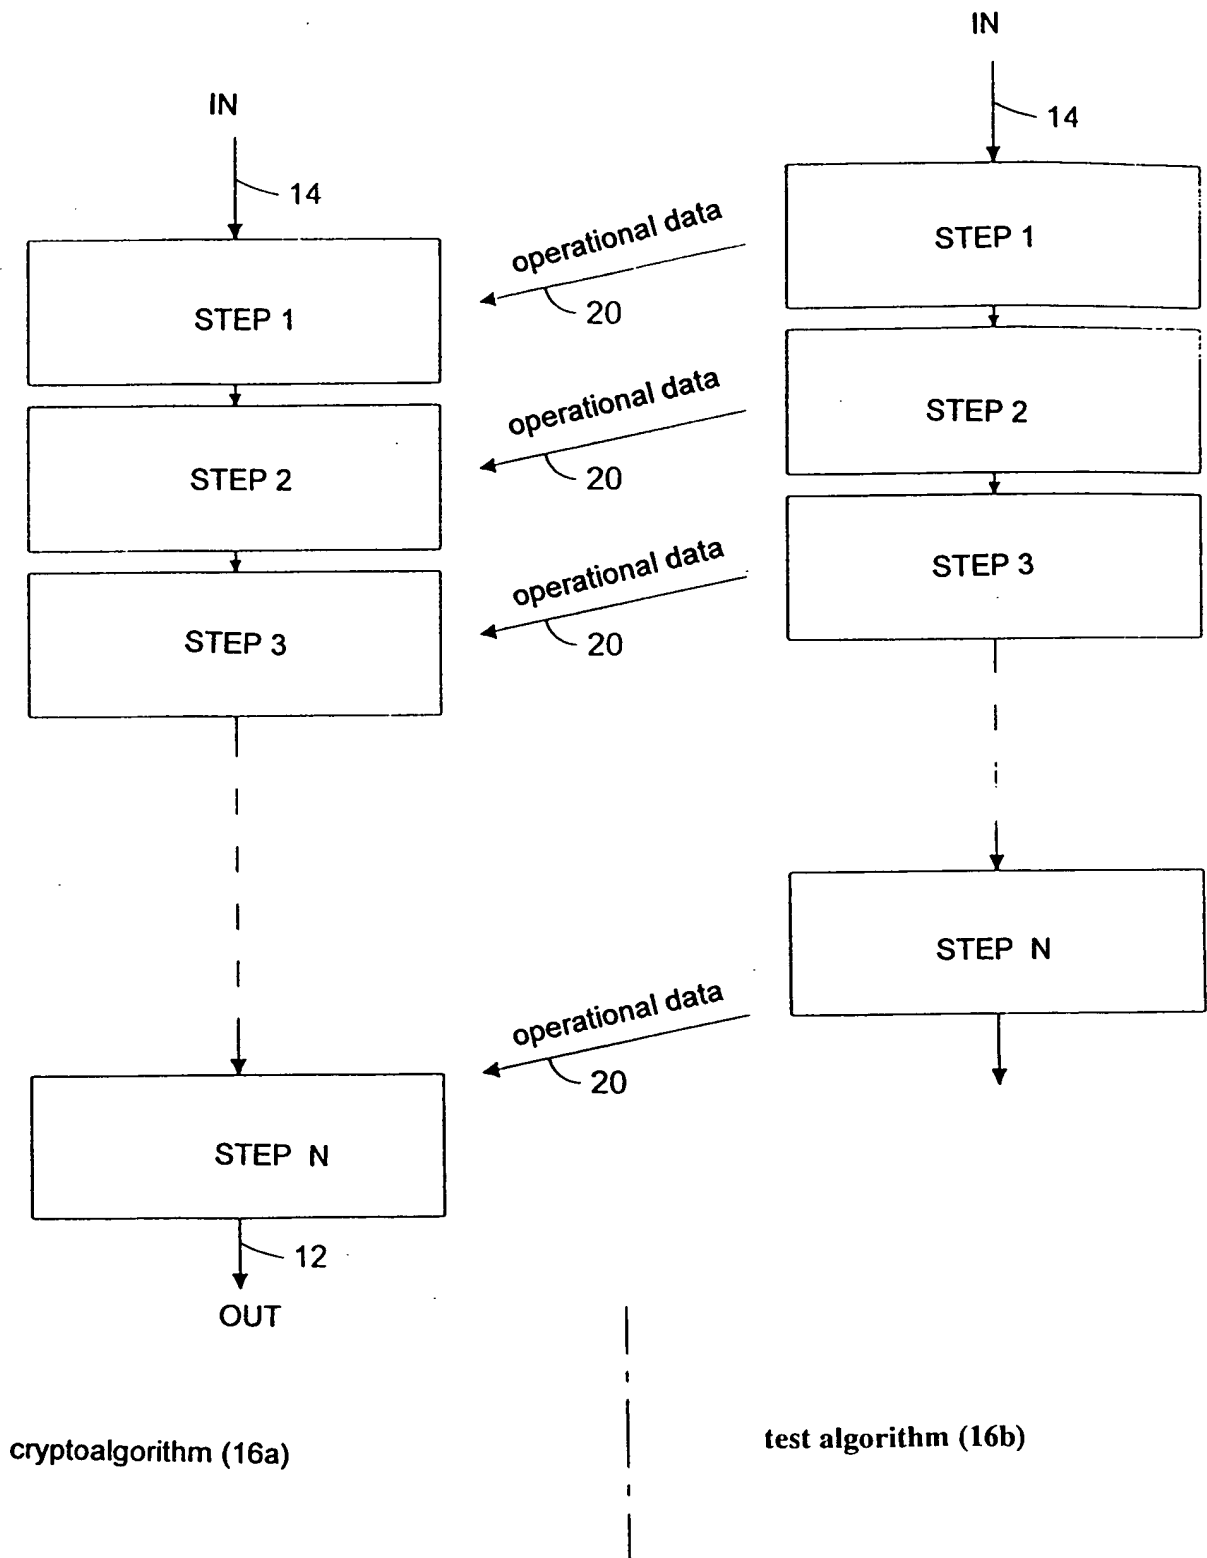 IN
14
STEP 1
STEP 2
STEP 3
STEP N
12
OUT
cryptoalgorithm (16a)
operational data
20
operational data
20
operational data
20
operational data
20
IN
14
STEP 1
STEP 2
STEP 3
STEP N
test algorithm (16b)